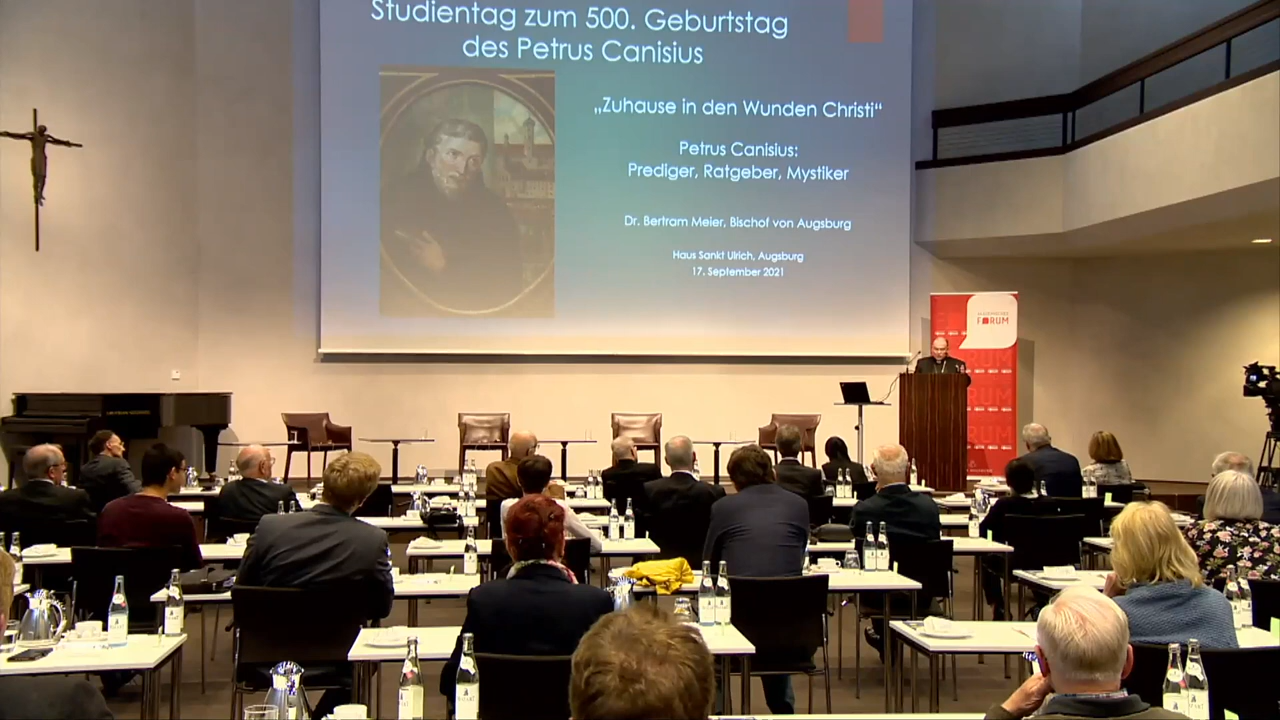 Studientag zum 500. Geburtstag
des Petrus Canisius
„Zuhause in den Wunden Christi“
Petrus Canisius:
Prediger, Ratgeber, Mystiker
Dr. Bertram Meier, Bischof von Augsburg
Haus Sankt Ulrich, Augsburg
17. September 2021
FORUM